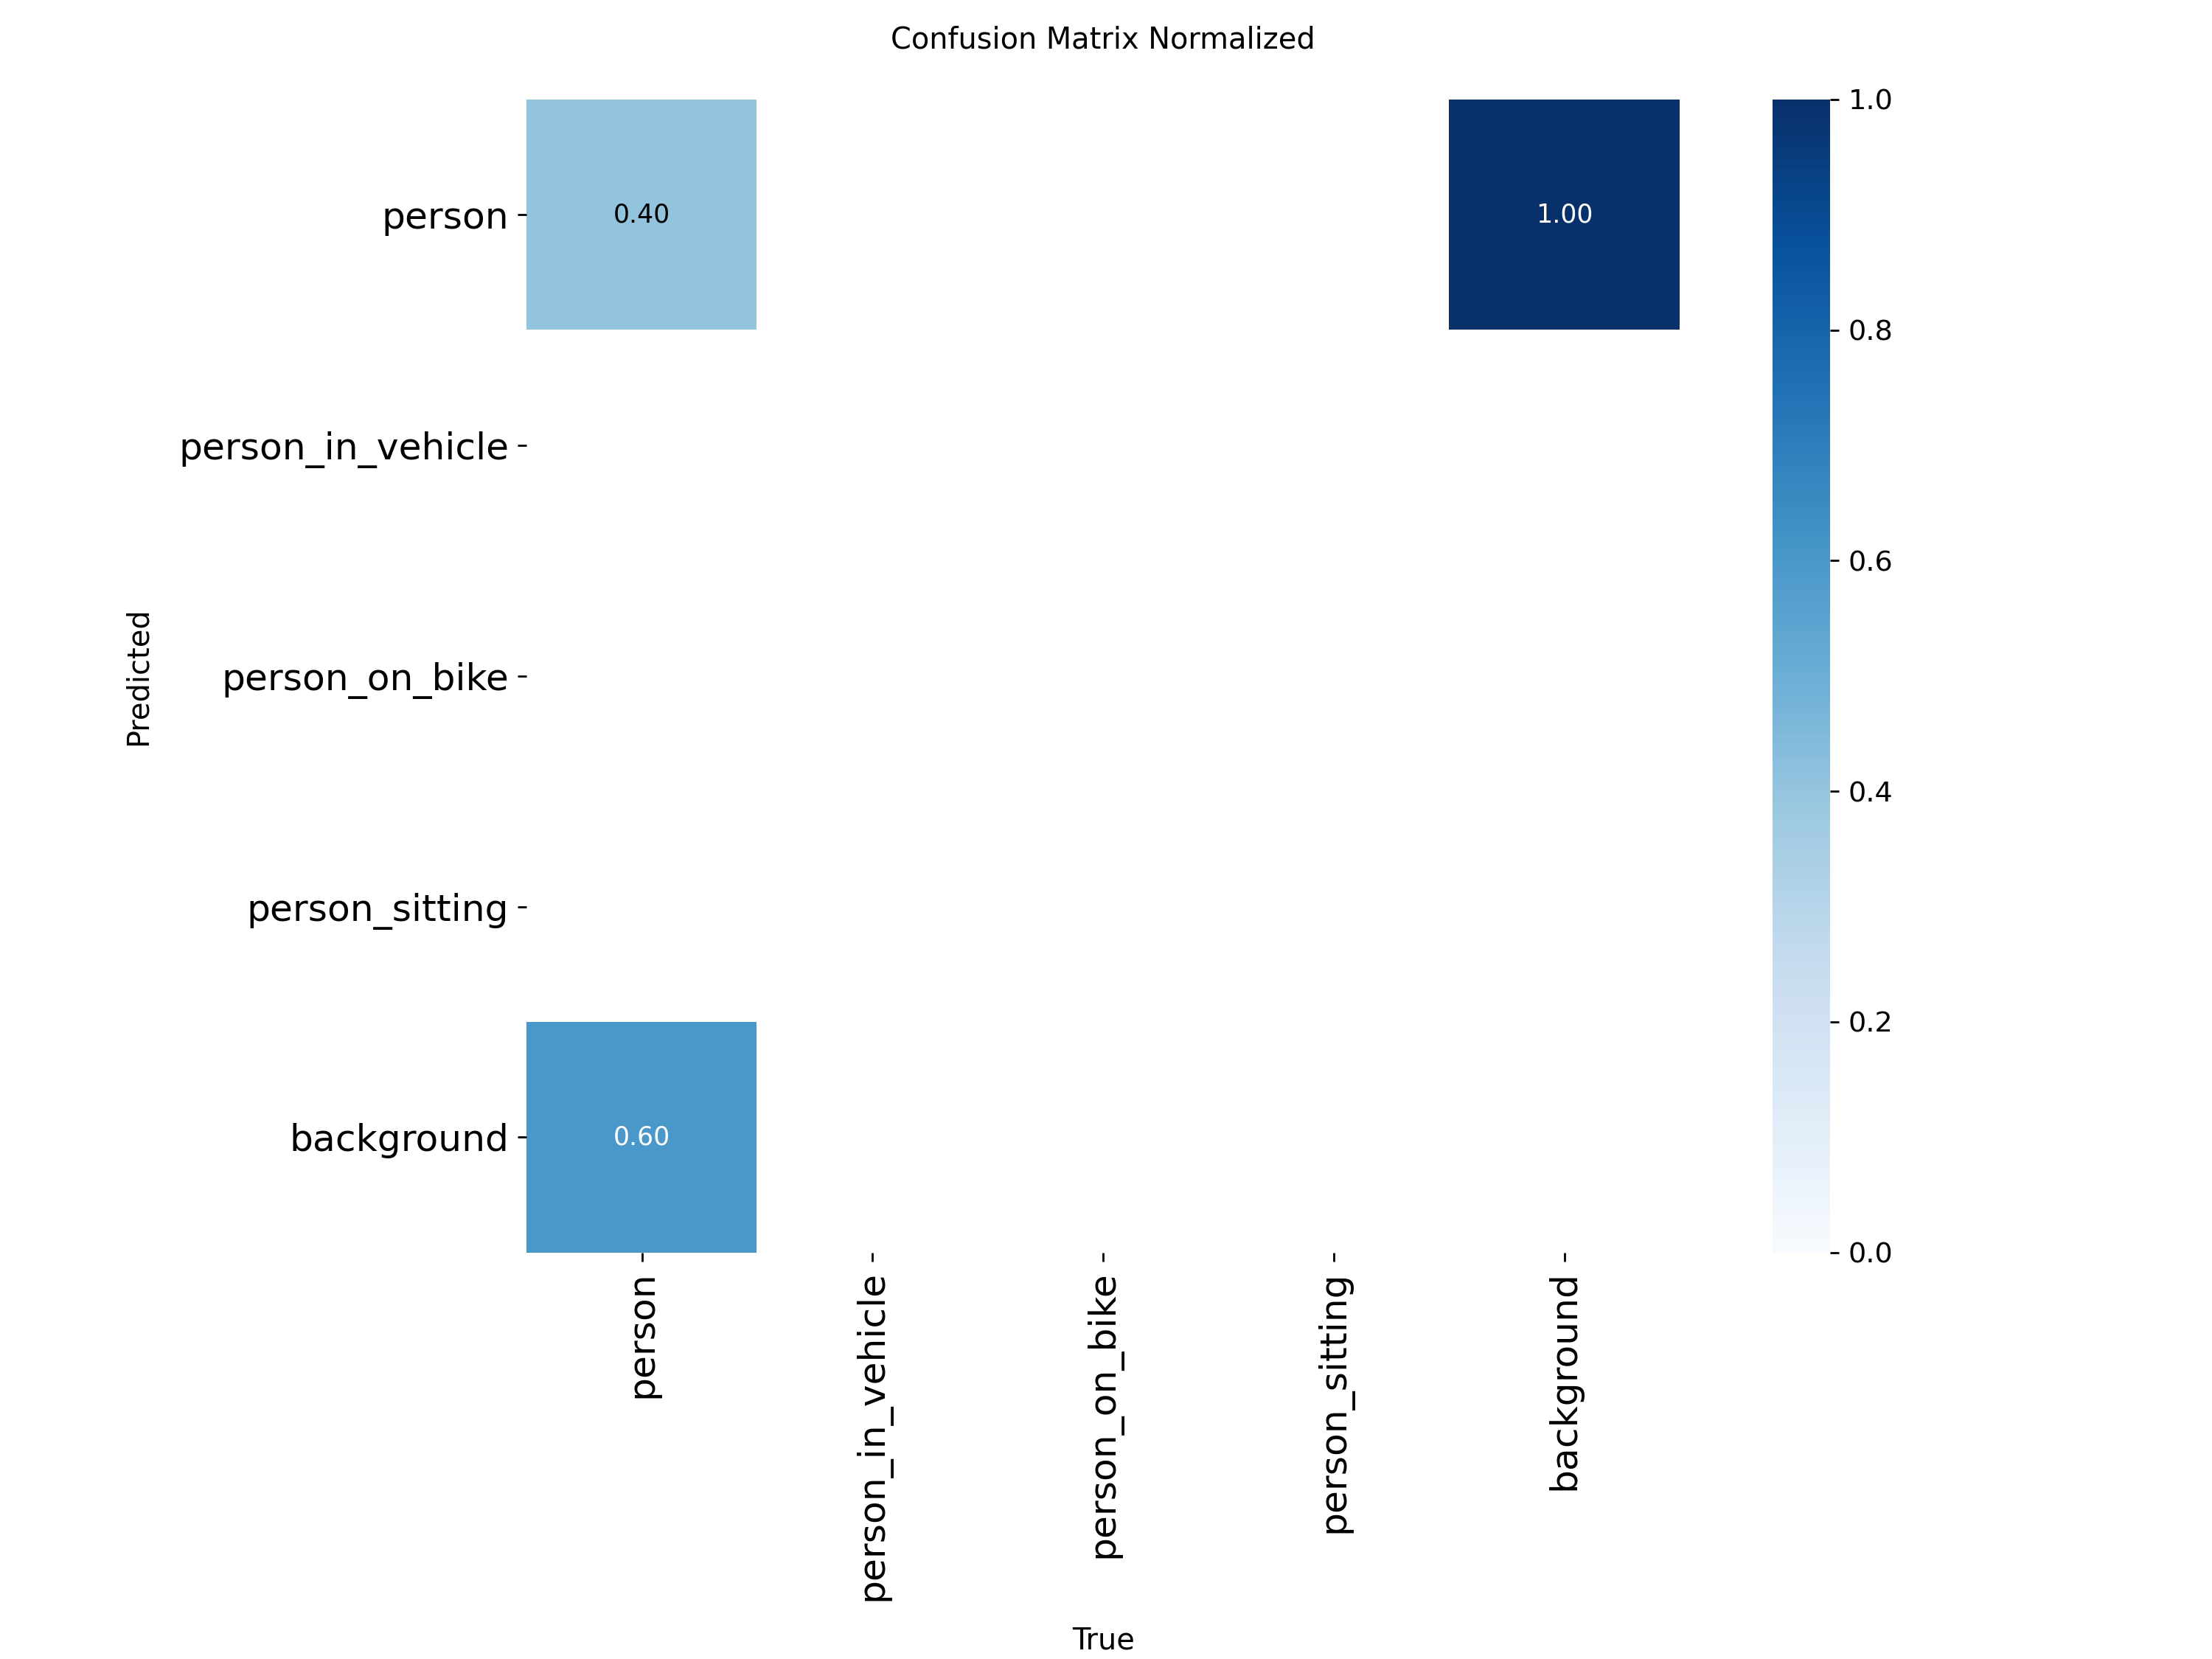 Confusion Matrix Normalized
person
0.40
1.00
person_in_vehicle
person_on_bike
person_sitting
background
0.60
Predicted
person
person_in_vehicle
person_on_bike
person_sitting
background
True
1.0
0.8
0.6
0.4
0.2
0.0